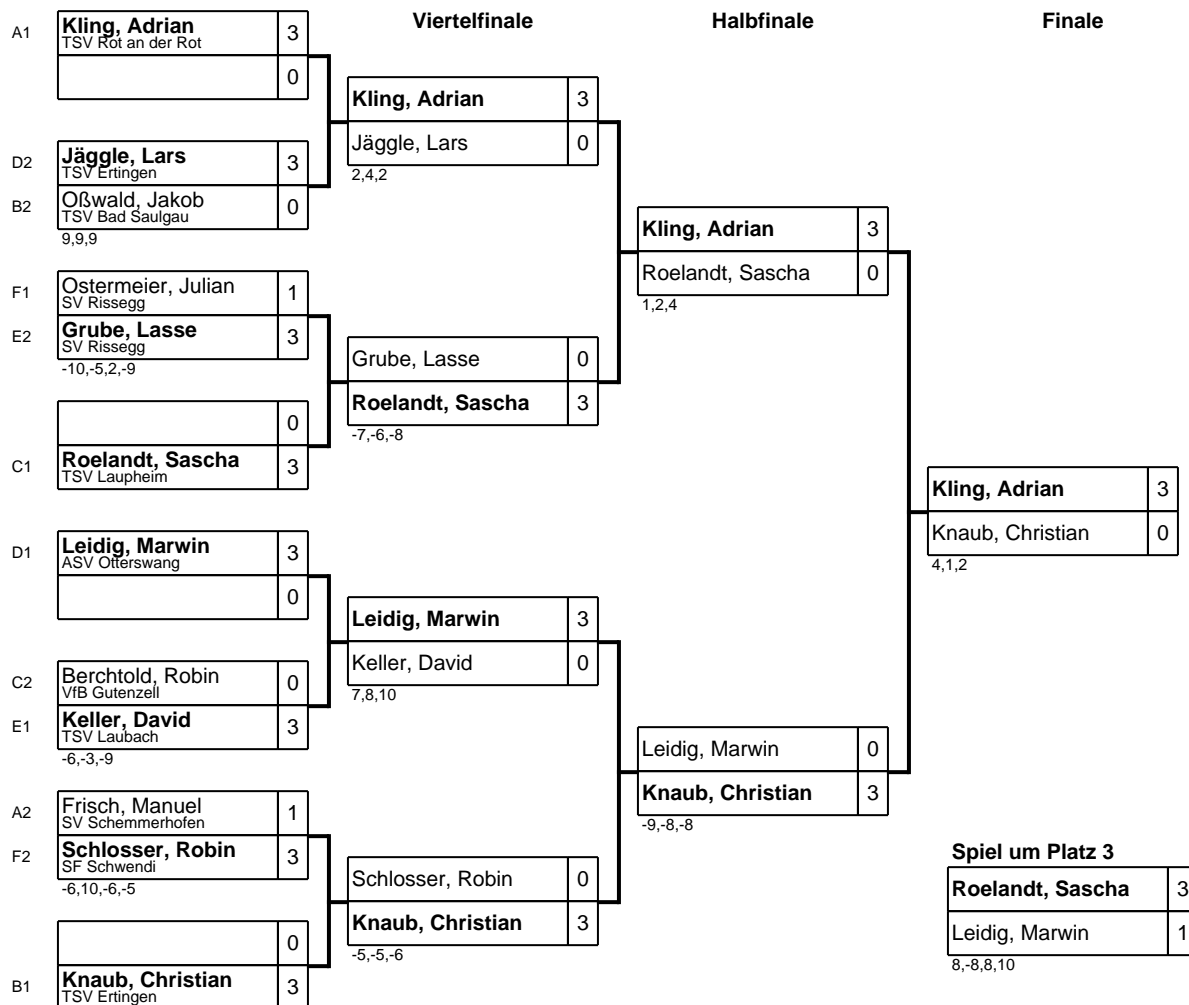 Viertelfinale
Halbfinale
Finale
A1
Kling, Adrian 3
TSV Rot an der Rot
0
D2
Jäggle, Lars 3
TSV Ertingen
B2
Oßwald, Jakob 0
TSV Bad Saulgau
9,9,9
F1
Ostermeier, Julian 1
SV Rissegg
E2
Grube, Lasse 3
SV Rissegg
-10,-5,2,-9
0
C1
Roelandt, Sascha 3
TSV Laupheim
D1
Leidig, Marwin 3
ASV Otterswang
0
C2
Berchtold, Robin 0
VfB Gutenzell
E1
Keller, David 3
TSV Laubach
-6,-3,-9
A2
Frisch, Manuel 1
SV Schemmerhofen
F2
Schlosser, Robin 3
SF Schwendi
-6,10,-6,-5
0
B1
Knaub, Christian 3
TSV Ertingen
Kling, Adrian 3
Jäggle, Lars 0
2,4,2
Grube, Lasse 0
Roelandt, Sascha 3
-7,-6,-8
Leidig, Marwin 3
Keller, David 0
7,8,10
Schlosser, Robin 0
Knaub, Christian 3
-5,-5,-6
Kling, Adrian 3
Roelandt, Sascha 0
1,2,4
Leidig, Marwin 0
Knaub, Christian 3
-9,-8,-8
Kling, Adrian 3
Knaub, Christian 0
4,1,2
Spiel um Platz 3
Roelandt, Sascha 3
Leidig, Marwin 1
8,-8,8,10